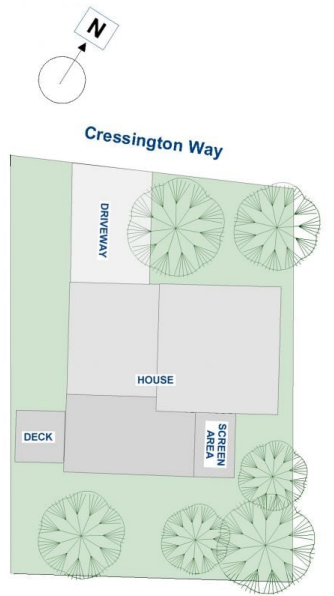 N
Cressington Way
DRIVEWAY
HOUSE
DECK
SCREEN
AREA